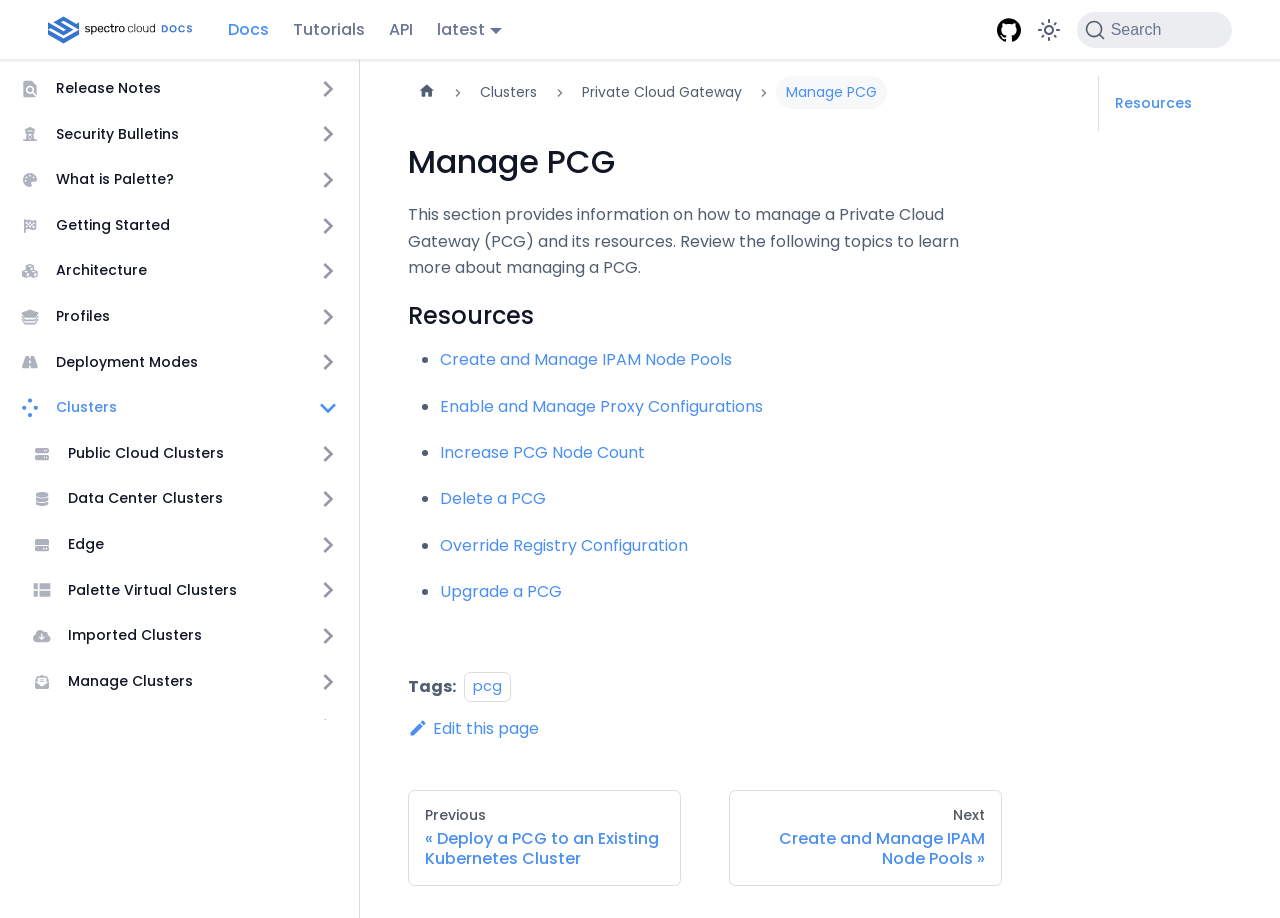 spectro cloud DOCS
Docs
Tutorials
API
latest
Search
Release Notes
Security Bulletins
What is Palette?
Getting Started
Architecture
Profiles
Deployment Modes
Clusters
Public Cloud Clusters
Data Center Clusters
Edge
Palette Virtual Clusters
Imported Clusters
Manage Clusters
Clusters
Private Cloud Gateway
Manage PCG
Manage PCG
This section provides information on how to manage a Private Cloud
Gateway (PCG) and its resources. Review the following topics to learn
more about managing a PCG.
Resources
Create and Manage IPAM Node Pools
Enable and Manage Proxy Configurations
Increase PCG Node Count
Delete a PCG
Override Registry Configuration
Upgrade a PCG
Tags: pcg
Edit this page
Previous
« Deploy a PCG to an Existing
Kubernetes Cluster
Next
Create and Manage IPAM
Node Pools »
Resources